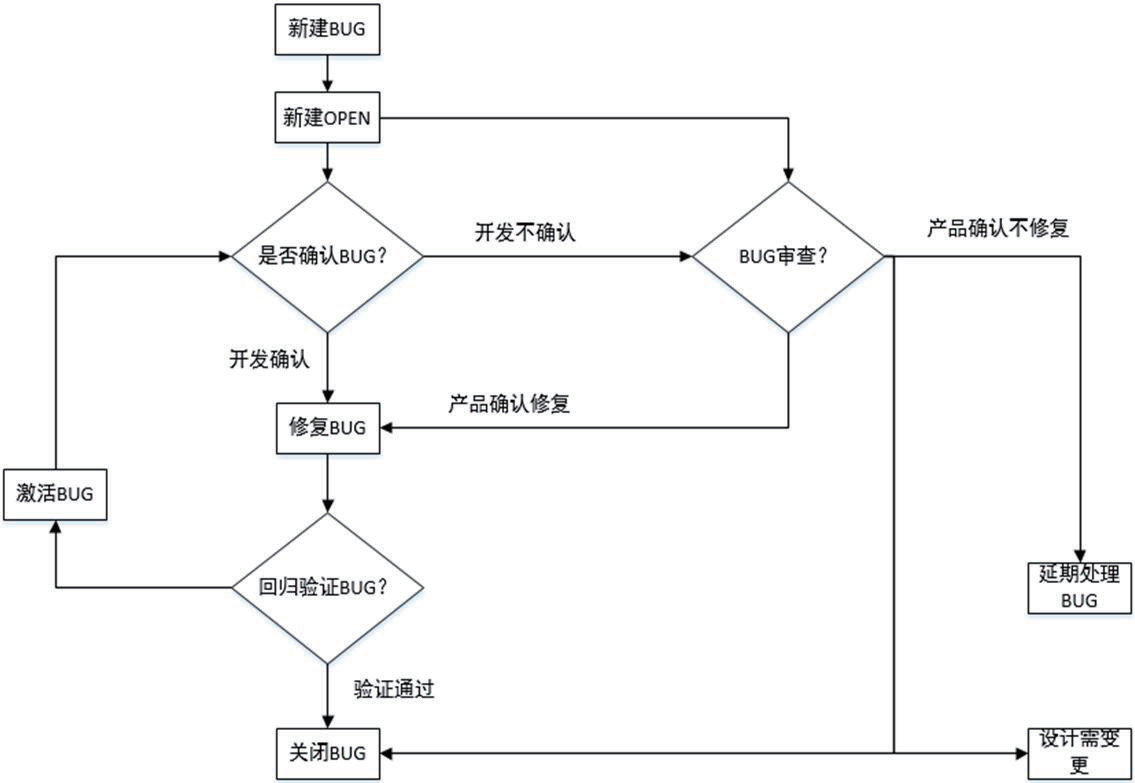 新建BUG
新建OPEN
是否确认BUG？
开发不确认
BUG审查？
产品确认不修复
开发确认
产品确认修复
修复BUG
激活BUG
回归验证BUG？
延期处理
BUG
验证通过
关闭BUG
设计需变
更